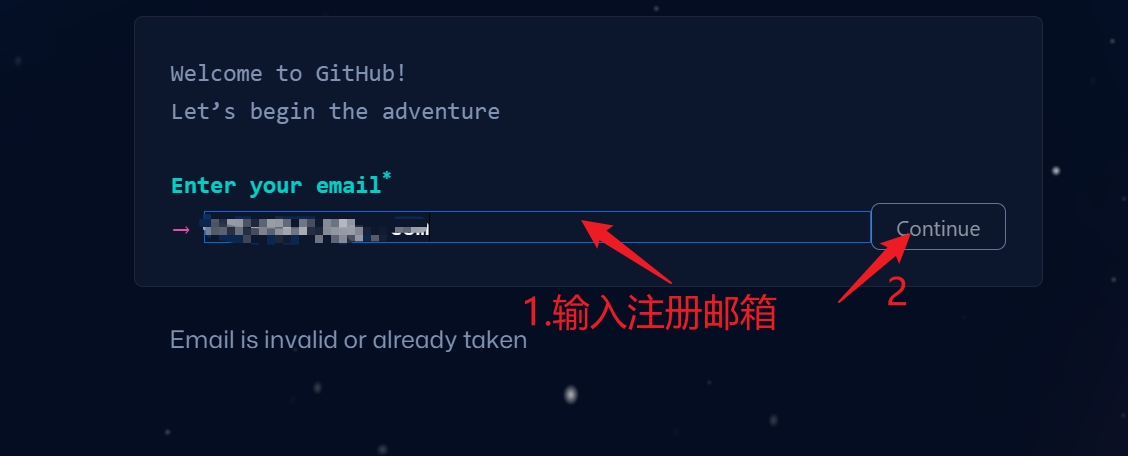 Welcome to GitHub!
Let’s begin the adventure
Enter your email*
→ Continue
1.输入注册邮箱
2
Email is invalid or already taken